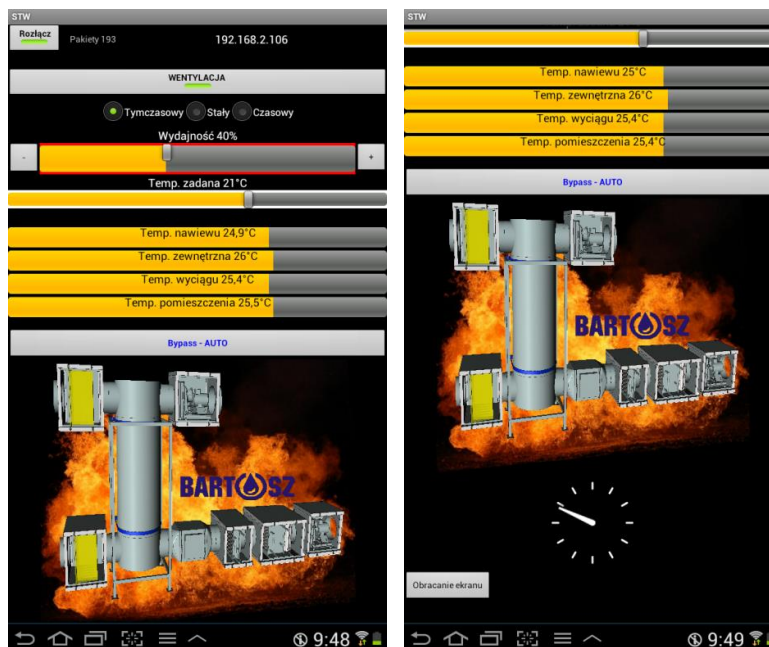 STW
Rozłącz
Pakiety 193
192.168.2.106
WENTYLACJA
Tymczasowy Stały Czasowy
Wydajność 40%
- +
Temp. zadana 21°C
Temp. nawiewu 24,9°C
Temp. zewnętrzna 26°C
Temp. wyciągu 25,4°C
Temp. pomieszczenia 25,5°C
Bypass - AUTO
BARTOSZ
9:48
STW
Temp. nawiewu 25°C
Temp. zewnętrzna 26°C
Temp. wyciągu 25,4°C
Temp. pomieszczenia 25,4°C
Bypass - AUTO
BARTOSZ
Obracanie ekranu
9:49